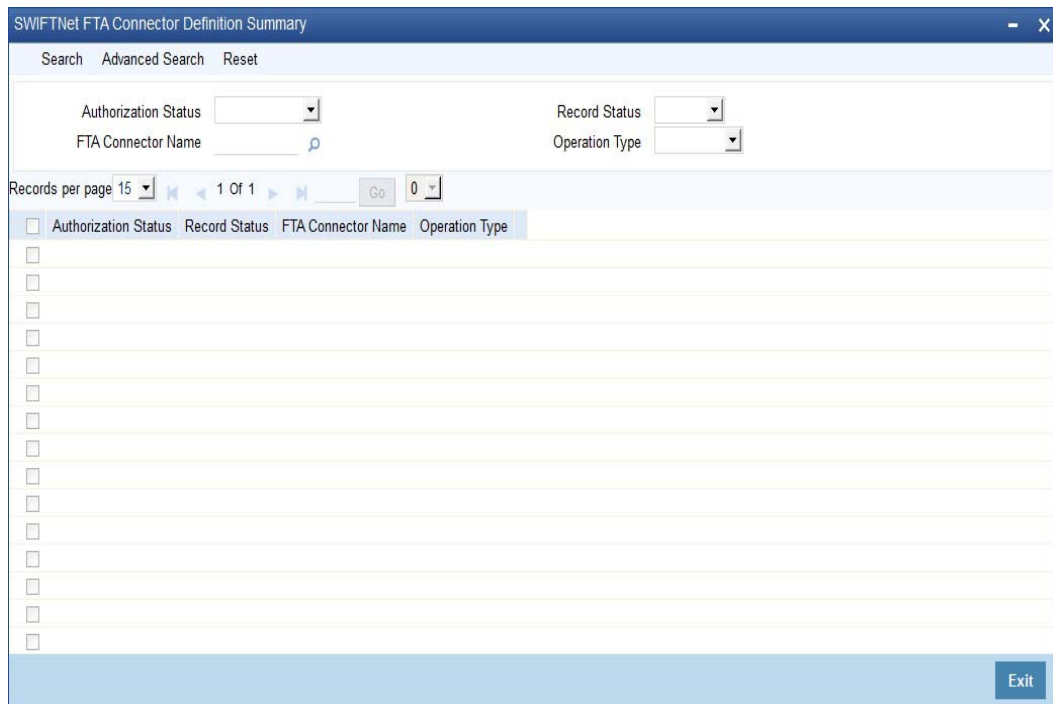 SWIFTNet FTA Connector Definition Summary
Search Advanced Search Reset
Authorization Status Record Status
FTA Connector Name Operation Type
Records per page 15 1 Of 1 Go 0
Authorization Status Record Status FTA Connector Name Operation Type
Exit